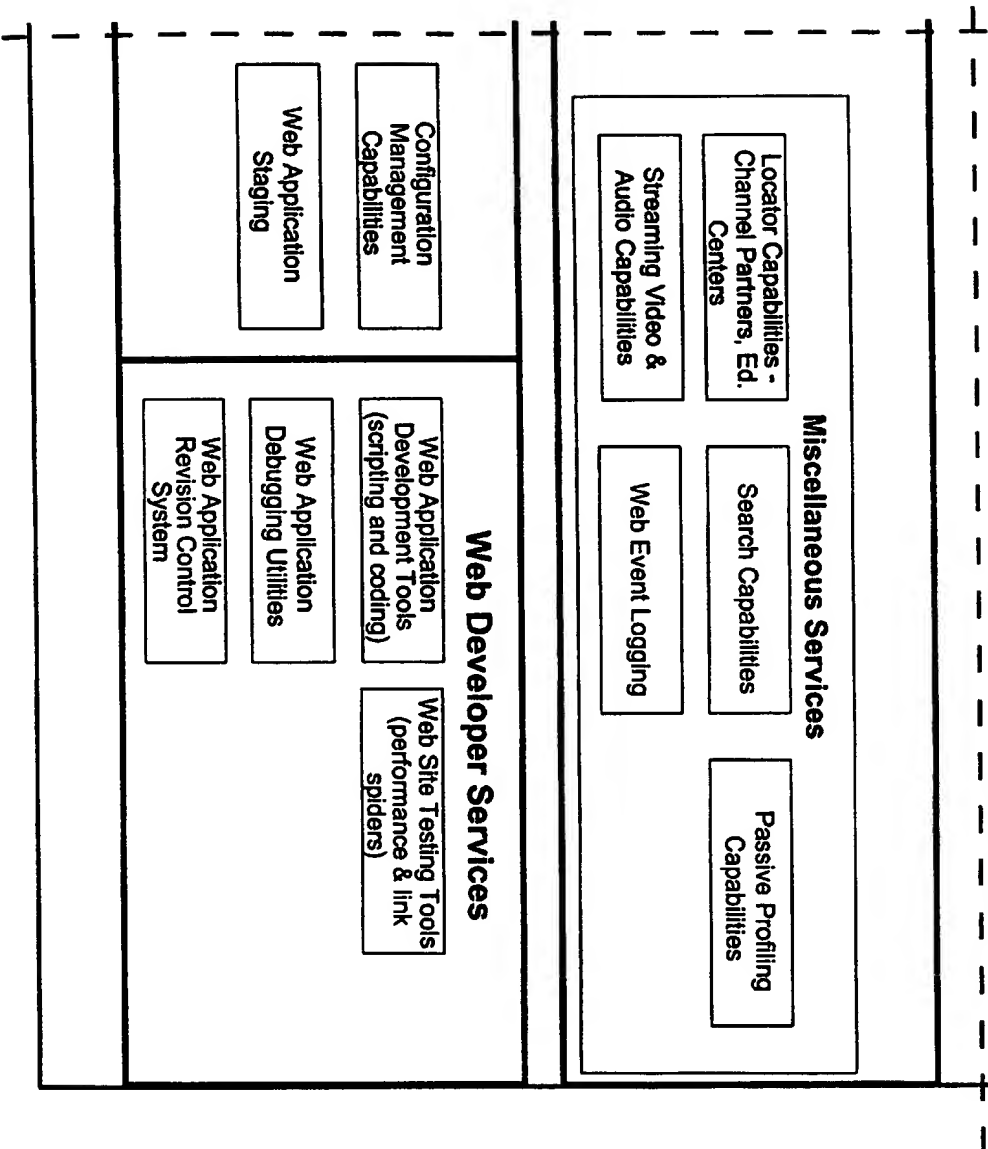 Miscellaneous Services
Locator Capabilities -
Channel Partners, Ed.
Centers
Search Capabilities
Passive Profiling
Capabilities
Streaming Video &
Audio Capabilities
Web Event Logging
Configuration
Management
Capabilities
Web Application
Staging
Web Developer Services
Web Application
Development Tools
(scripting and coding)
Web Site Testing Tools
(performance & link
spiders)
Web Application
Debugging Utilities
Web Application
Revision Control
System